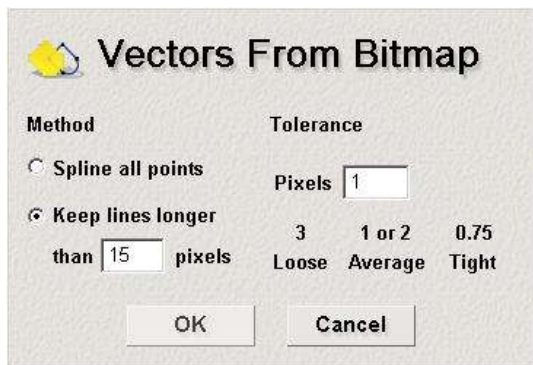 Vectors From Bitmap
Method
Spline all points
Keep lines longer
than 15 pixels
Tolerance
Pixels 1
3 1 or 2 0.75
Loose Average Tight
OK Cancel